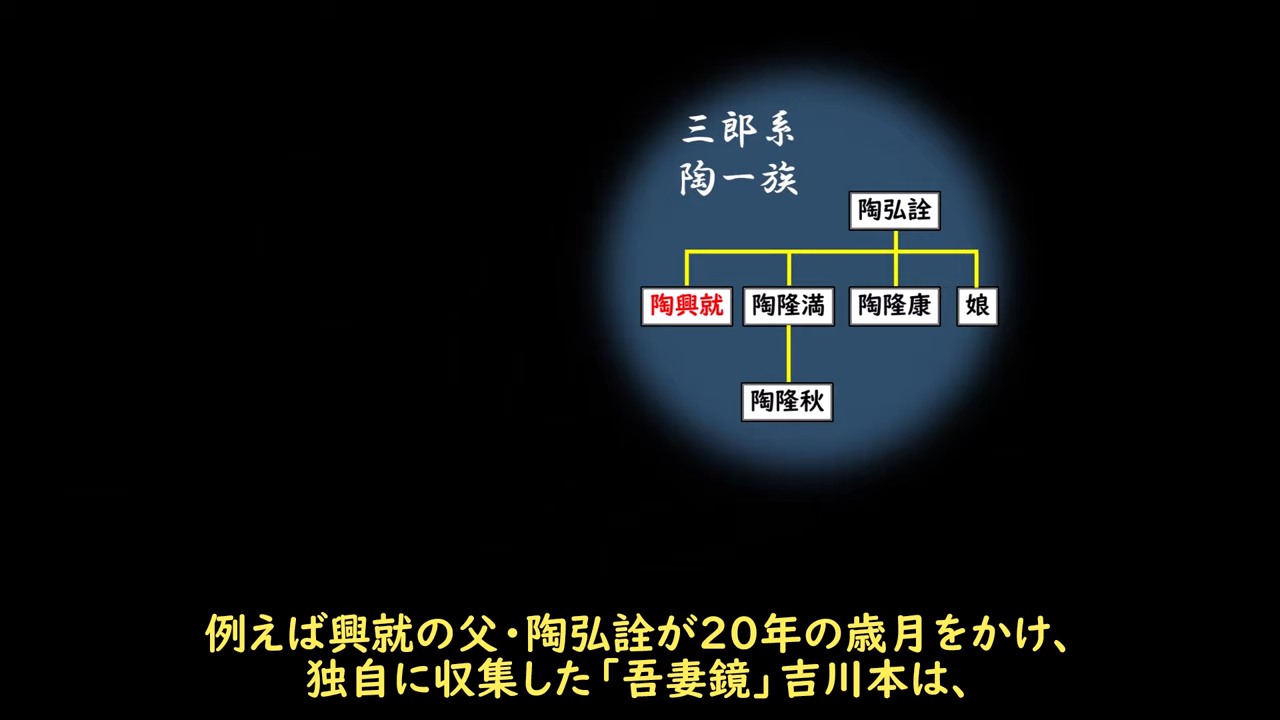 三郎系
陶一族
陶弘詮
陶興就
陶隆満
陶隆康
娘
陶隆秋
例えば興就の父・陶弘詮が20年の歳月をかけ、
独自に収集した「吾妻鏡」吉川本は、